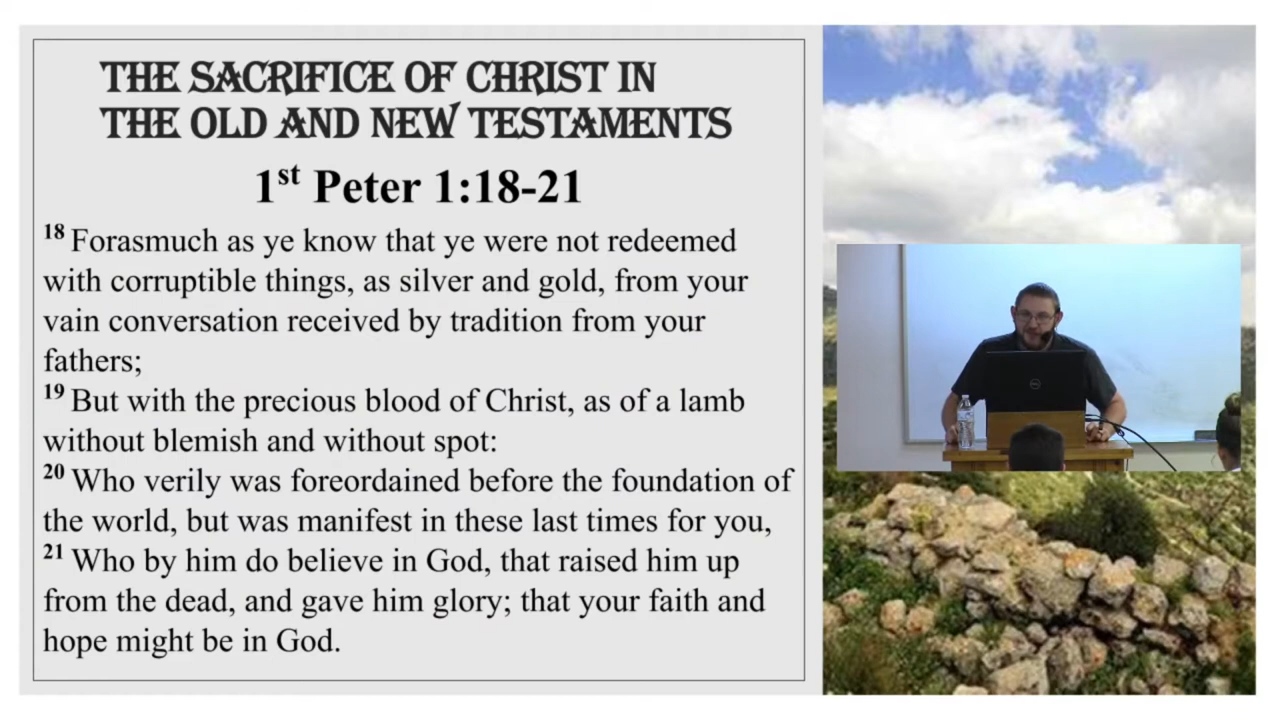 THE SACRIFICE OF CHRIST IN
THE OLD AND NEW TESTAMENTS
1st Peter 1:18-21
18 Forasmuch as ye know that ye were not redeemed
with corruptible things, as silver and gold, from your
vain conversation received by tradition from your
fathers;
19 But with the precious blood of Christ, as of a lamb
without blemish and without spot:
20 Who verily was foreordained before the foundation of
the world, but was manifest in these last times for you,
21 Who by him do believe in God, that raised him up
from the dead, and gave him glory; that your faith and
hope might be in God.
DELL